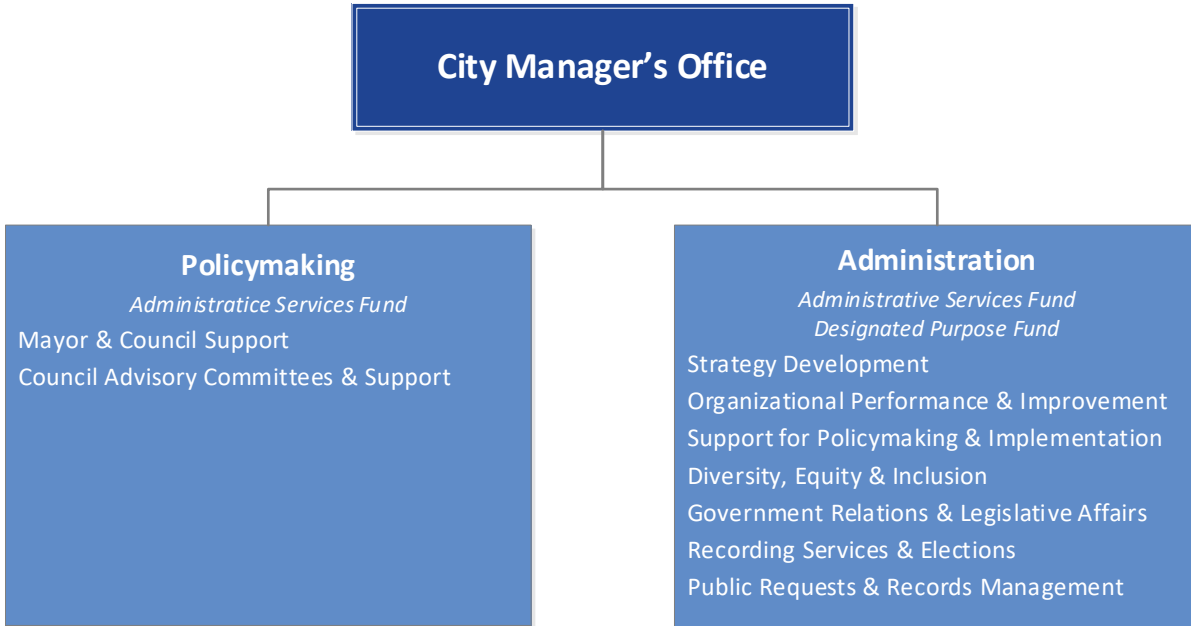 City Manager’s Office
Policymaking
Administratice Services Fund
Mayor & Council Support
Council Advisory Committees & Support
Administration
Administrative Services Fund
Designated Purpose Fund
Strategy Development
Organizational Performance & Improvement
Support for Policymaking & Implementation
Diversity, Equity & Inclusion
Government Relations & Legislative Affairs
Recording Services & Elections
Public Requests & Records Management